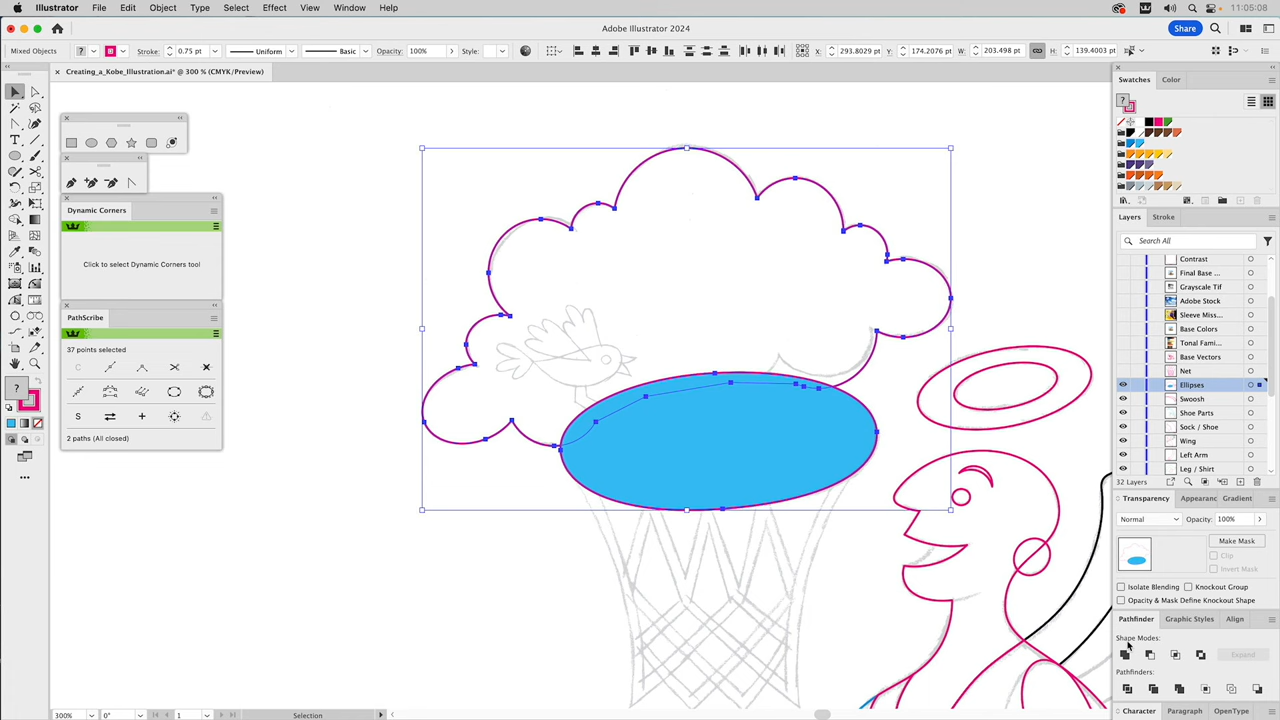 Illustrator File Edit Object Type Select Effect View Window Help 11:05:08
Adobe Illustrator 2024 Share
Mixed Objects Stroke: 0.75 pt Uniform Basic Opacity: 100% Style: X: 293.8029 pt Y: 174.2076 pt W: 203.498 pt H: 139.4003 pt
Creating_a_Kobe_Illustration.ai* @ 300 % (CMYK/Preview)
Dynamic Corners
Click to select Dynamic Corners tool
PathScribe
37 points selected
2 paths (All closed)
Swatches Color
Layers Stroke
Search All
Contrast
Final Base ...
Grayscale Tif
Adobe Stock
Sleeve Miss...
Base Colors
Tonal Fami...
Base Vectors
Net
Ellipses
Swoosh
Shoe Parts
Sock / Shoe
Wing
Left Arm
Leg / Shirt
32 Layers
Transparency Appearanc Gradient
Normal Opacity: 100%
Make Mask
Clip
Invert Mask
Isolate Blending Knockout Group
Opacity & Mask Define Knockout Shape
Pathfinder Graphic Styles Align
Shape Modes:
Expand
Pathfinders:
Character Paragraph OpenType
300% 0° 1 Selection